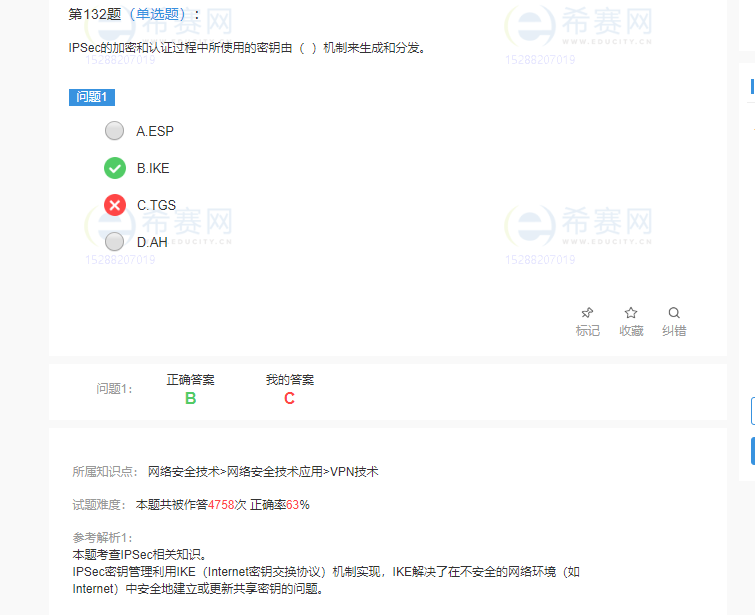 第132题（单选题）：
希赛网
WWW.EDUCITY.CN
15288207019
希赛网
WWW.EDUCITY.CN
15288207019
IPSec的加密和认证过程中所使用的密钥由（ ）机制来生成和分发。
问题1
A.ESP
B.IKE
C.TGS
D.AH
希赛网
WWW.EDUCITY.CN
15288207019
希赛网
WWW.EDUCITY.CN
15288207019
标记 收藏 纠错
正确答案 我的答案
问题1：
B C
所属知识点： 网络安全技术>网络安全技术应用>VPN技术
试题难度： 本题共被作答4758次 正确率63%
参考解析1：
本题考查IPSec相关知识。
IPSec密钥管理利用IKE（Internet密钥交换协议）机制实现，IKE解决了在不安全的网络环境（如
Internet）中安全地建立或更新共享密钥的问题。